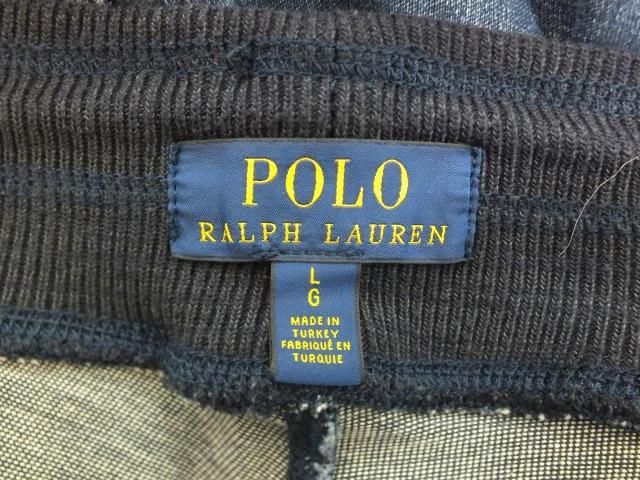 POLO
RALPH LAUREN
L
G
MADE IN
TURKEY
FABRIQUÉ EN
TURQUIE